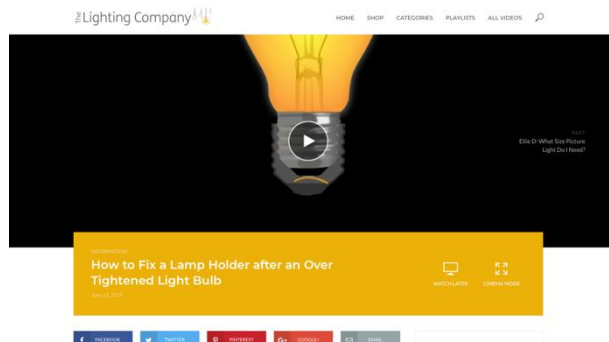 The Lighting Company
HOME SHOP CATEGORIES PLAYLISTS ALL VIDEOS
NEXT
Ellie D: What Size Picture
Light Do I Need?
INFORMATION
How to Fix a Lamp Holder after an Over
Tightened Light Bulb
WATCH LATER CINEMA MODE
FACEBOOK TWITTER PINTEREST GOOGLE+ EMAIL